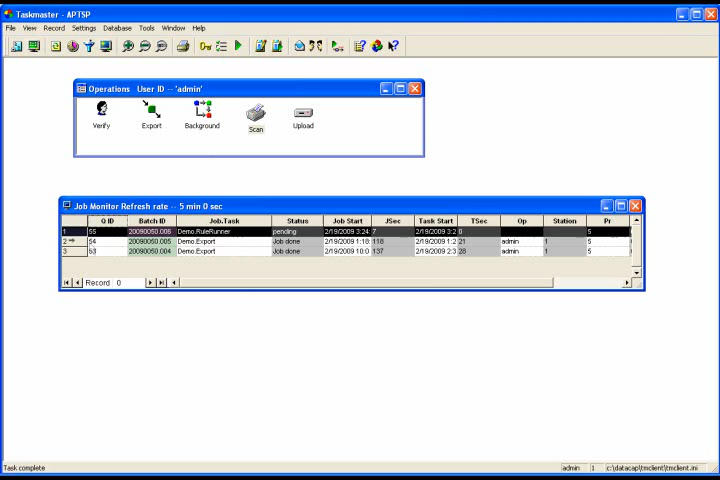 Taskmaster - APTSP
File View Record Settings Database Tools Window Help
Operations User ID -- 'admin'
Verify Export Background Scan Upload
Job Monitor Refresh rate -- 5 min 0 sec
Q ID Batch ID Job.Task Status Job Start JSec Task Start TSec Op Station Pr
1 55 20090050.006 Demo.RuleRunner pending 2/19/2009 3:24: 7 2/19/2009 3:2 0 5
2 54 20090050.005 Demo.Export Job done 2/19/2009 1:18: 118 2/19/2009 1:2 21 admin 1 5
3 53 20090050.004 Demo.Export Job done 2/19/2009 10:0 137 2/19/2009 2:3 28 admin 1 5
Record 0
Task complete admin 1 c:\datacap\tmclient\tmclient.ini